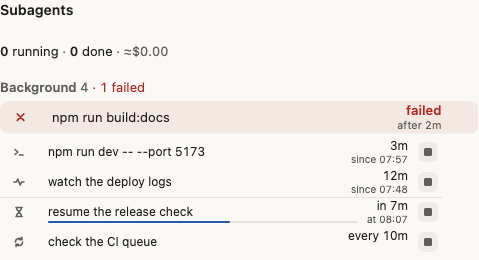 Subagents
0 running · 0 done · ≈$0.00
Background 4 · 1 failed
npm run build:docs failed
after 2m
npm run dev -- --port 5173 3m
since 07:57
watch the deploy logs 12m
since 07:48
resume the release check in 7m
at 08:07
check the CI queue every 10m